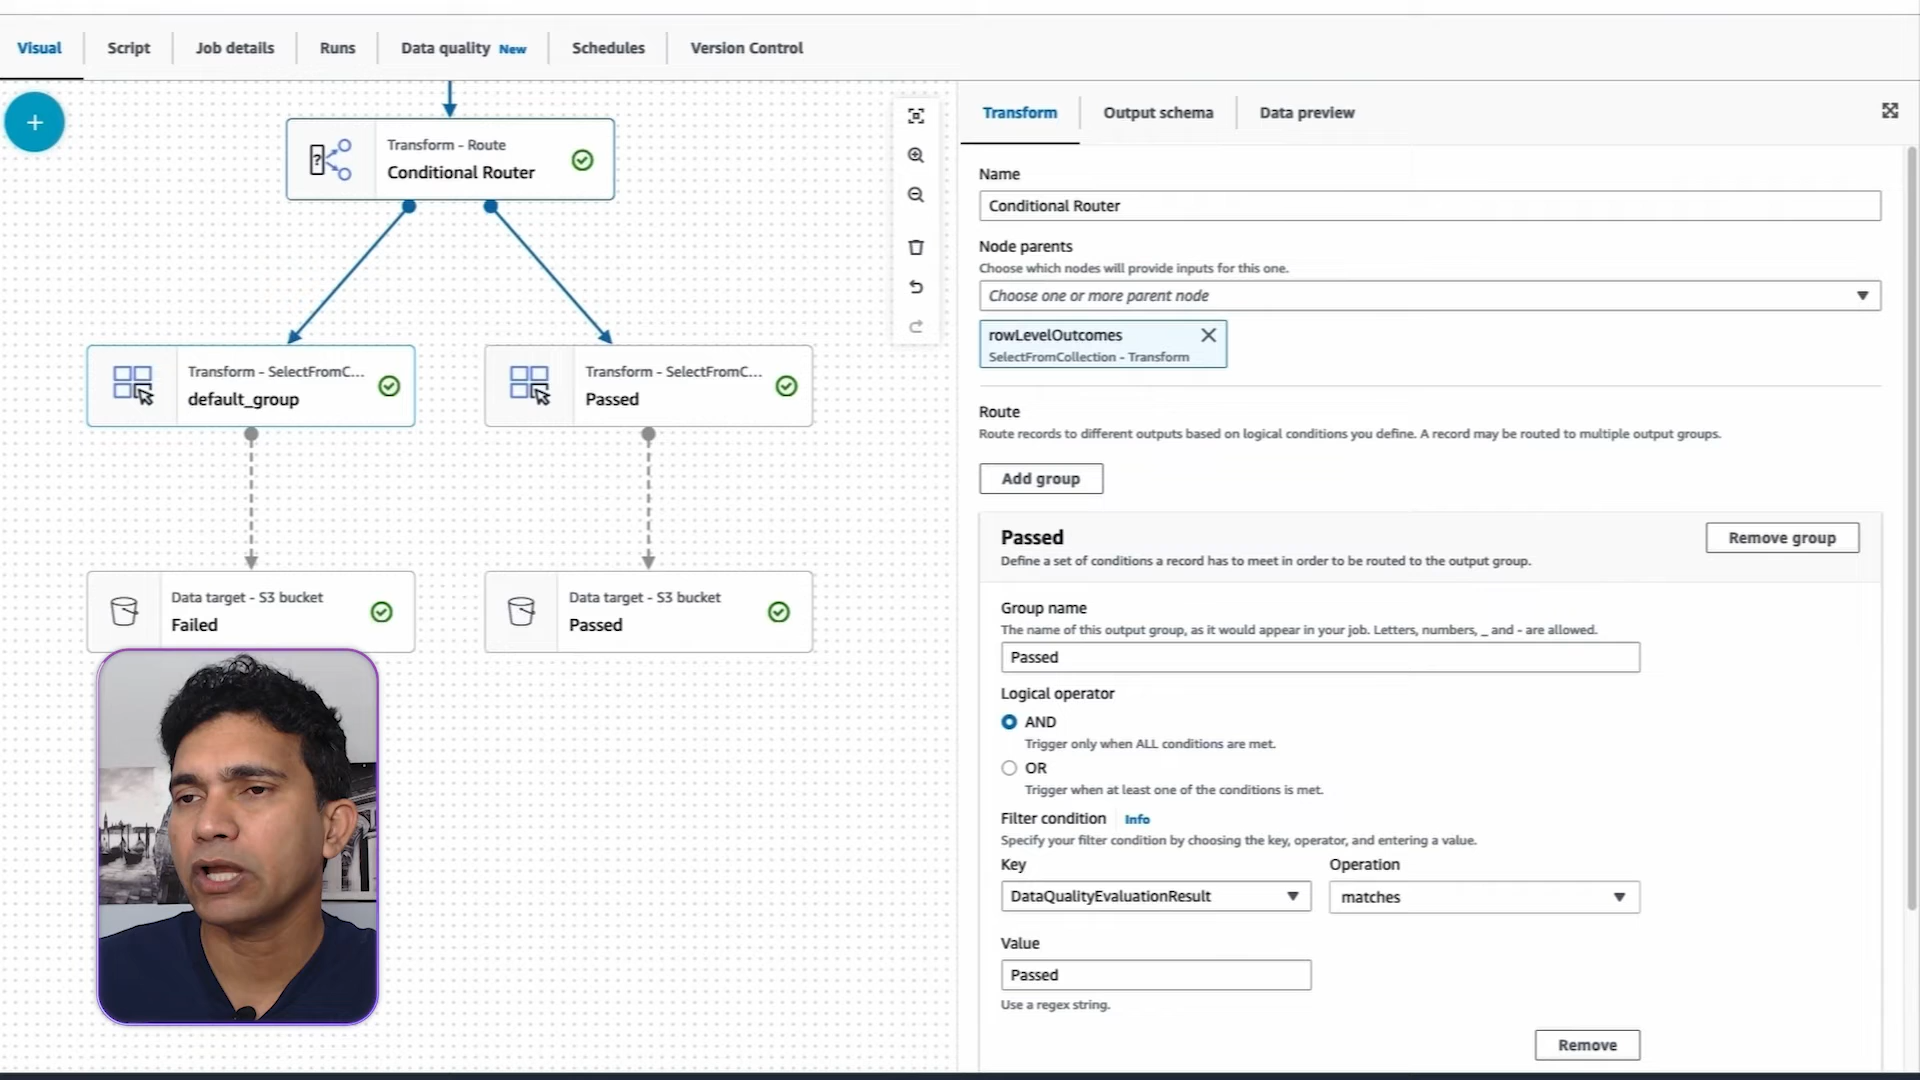 Visual
Script
Job details
Runs
Data quality New
Schedules
Version Control
+
Transform - Route
Conditional Router
Transform - SelectFromC...
default_group
Transform - SelectFromC...
Passed
Data target - S3 bucket
Failed
Data target - S3 bucket
Passed
Transform
Output schema
Data preview
Name
Conditional Router
Node parents
Choose which nodes will provide inputs for this one.
Choose one or more parent node
rowLevelOutcomes
SelectFromCollection - Transform
Route
Route records to different outputs based on logical conditions you define. A record may be routed to multiple output groups.
Add group
Passed
Remove group
Define a set of conditions a record has to meet in order to be routed to the output group.
Group name
The name of this output group, as it would appear in your job. Letters, numbers, _ and - are allowed.
Passed
Logical operator
AND
Trigger only when ALL conditions are met.
OR
Trigger when at least one of the conditions is met.
Filter condition Info
Specify your filter condition by choosing the key, operator, and entering a value.
Key
Operation
DataQualityEvaluationResult
matches
Value
Passed
Use a regex string.
Remove